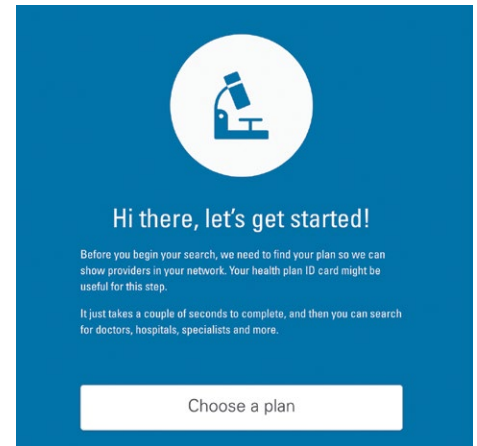 Hi there, let's get started!
Before you begin your search, we need to find your plan so we can
show providers in your network. Your health plan ID card might be
useful for this step.
It just takes a couple of seconds to complete, and then you can search
for doctors, hospitals, specialists and more.
Choose a plan